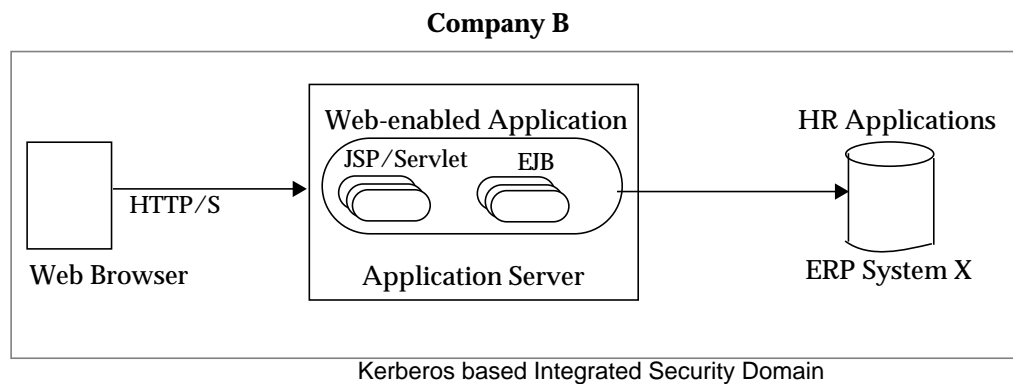 Company B
Web-enabled Application
JSP/Servlet
EJB
HTTP/S
Web Browser
Application Server
HR Applications
ERP System X
Kerberos based Integrated Security Domain